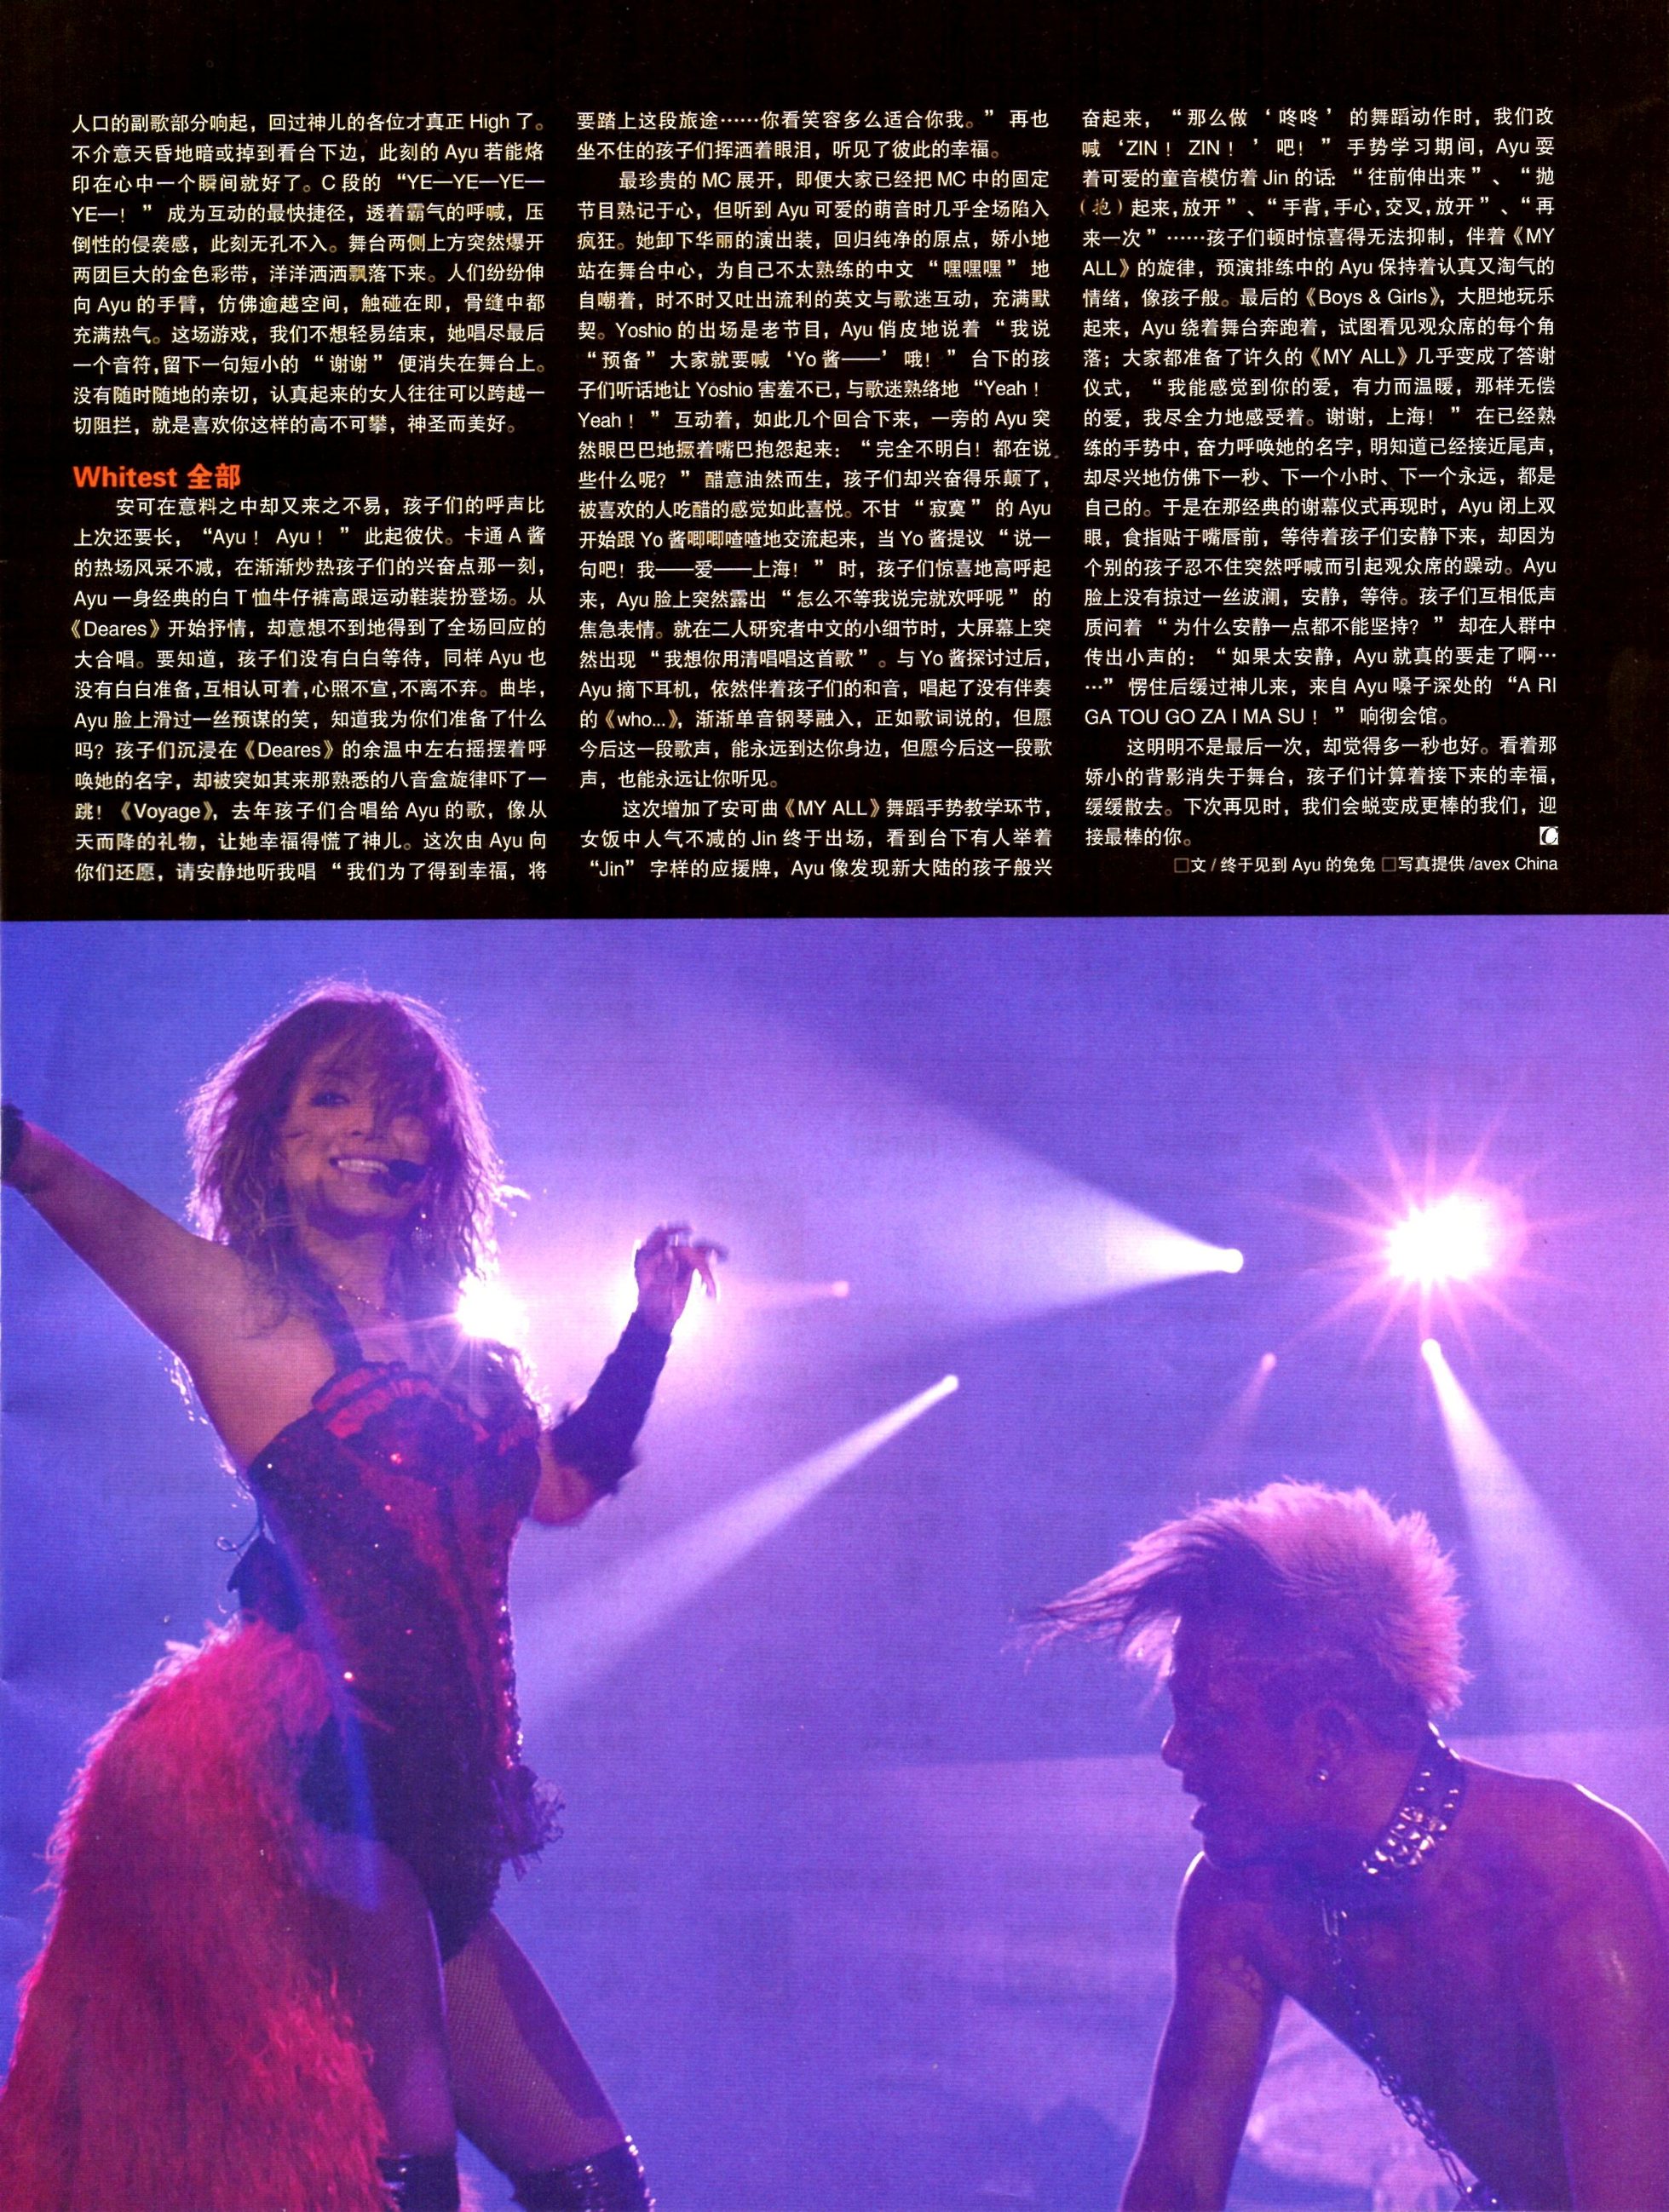 人口的副歌部分响起，回过神儿的各位才真正 High 了。
不介意天昏地暗或掉到看台下边，此刻的 Ayu 若能烙
印在心中一个瞬间就好了。C 段的 “YE—YE—YE—
YE—！” 成为互动的最快捷径，透着霸气的呼喊，压
倒性的侵袭感，此刻无孔不入。舞台两侧上方突然爆开
两团巨大的金色彩带，洋洋洒洒飘落下来。人们纷纷伸
向 Ayu 的手臂，仿佛逾越空间，触碰在即，骨缝中都
充满热气。这场游戏，我们不想轻易结束，她唱尽最后
一个音符，留下一句短小的 “谢谢” 便消失在舞台上。
没有随时随地的亲切，认真起来的女人往往可以跨越一
切阻拦，就是喜欢你这样的高不可攀，神圣而美好。
Whitest 全部
安可在意料之中却又来之不易，孩子们的呼声比
上次还要长，“Ayu！Ayu！” 此起彼伏。卡通 A 酱
的热场风采不减，在渐渐炒热孩子们的兴奋点那一刻，
Ayu 一身经典的白 T 恤牛仔裤高跟运动鞋装扮登场。从
《Deares》开始抒情，却意想不到地得到了全场回应的
大合唱。要知道，孩子们没有白白等待，同样 Ayu 也
没有白白准备，互相认可着，心照不宣，不离不弃。曲毕，
Ayu 脸上滑过一丝预谋的笑，知道我为你们准备了什么
吗？孩子们沉浸在《Deares》的余温中左右摇摆着呼
唤她的名字，却被突如其来那熟悉的八音盒旋律吓了一
跳！《Voyage》，去年孩子们合唱给 Ayu 的歌，像从
天而降的礼物，让她幸福得慌了神儿。这次由 Ayu 向
你们还愿，请安静地听我唱 “我们为了得到幸福，将
要踏上这段旅途……你看笑容多么适合你我。” 再也
坐不住的孩子们挥洒着眼泪，听见了彼此的幸福。
最珍贵的 MC 展开，即便大家已经把 MC 中的固定
节目熟记于心，但听到 Ayu 可爱的萌音时几乎全场陷入
疯狂。她卸下华丽的演出装，回归纯净的原点，娇小地
站在舞台中心，为自己不太熟练的中文 “嘿嘿嘿” 地
自嘲着，时不时又吐出流利的英文与歌迷互动，充满默
契。Yoshio 的出场是老节目，Ayu 俏皮地说着 “我说
“预备” 大家就要喊 ‘Yo 酱——’ 哦！” 台下的孩
子们听话地让 Yoshio 害羞不已，与歌迷熟络地 “Yeah！
Yeah！” 互动着，如此几个回合下来，一旁的 Ayu 突
然眼巴巴地撅着嘴巴抱怨起来：“完全不明白！都在说
些什么呢？” 醋意油然而生，孩子们却兴奋得乐颠了，
被喜欢的人吃醋的感觉如此喜悦。不甘 “寂寞” 的 Ayu
开始跟 Yo 酱唧唧喳喳地交流起来，当 Yo 酱提议 “说一
句吧！我——爱——上海！” 时，孩子们惊喜地高呼起
来，Ayu 脸上突然露出 “怎么不等我说完就欢呼呢” 的
焦急表情。就在二人研究者中文的小细节时，大屏幕上突
然出现 “我想你用清唱唱这首歌”。与 Yo 酱探讨过后，
Ayu 摘下耳机，依然伴着孩子们的和音，唱起了没有伴奏
的《who...》，渐渐单音钢琴融入，正如歌词说的，但愿
今后这一段歌声，能永远到达你身边，但愿今后这一段歌
声，也能永远让你听见。
这次增加了安可曲《MY ALL》舞蹈手势教学环节，
女饭中人气不减的 Jin 终于出场，看到台下有人举着
“Jin” 字样的应援牌，Ayu 像发现新大陆的孩子般兴
奋起来，“那么做 ‘咚咚’ 的舞蹈动作时，我们改
喊 ‘ZIN！ZIN！’ 吧！” 手势学习期间，Ayu 耍
着可爱的童音模仿着 Jin 的话：“往前伸出来”、“抛
（抱）起来，放开”、“手背，手心，交叉，放开”、“再
来一次”……孩子们顿时惊喜得无法抑制，伴着《MY
ALL》的旋律，预演排练中的 Ayu 保持着认真又淘气的
情绪，像孩子般。最后的《Boys & Girls》，大胆地玩乐
起来，Ayu 绕着舞台奔跑着，试图看见观众席的每个角
落；大家都准备了许久的《MY ALL》几乎变成了答谢
仪式，“我能感觉到你的爱，有力而温暖，那样无偿
的爱，我尽全力地感受着。谢谢，上海！” 在已经熟
练的手势中，奋力呼唤她的名字，明知道已经接近尾声，
却尽兴地仿佛下一秒、下一个小时、下一个永远，都是
自己的。于是在那经典的谢幕仪式再现时，Ayu 闭上双
眼，食指贴于嘴唇前，等待着孩子们安静下来，却因为
个别的孩子忍不住突然呼喊而引起观众席的躁动。Ayu
脸上没有掠过一丝波澜，安静，等待。孩子们互相低声
质问着 “为什么安静一点都不能坚持？” 却在人群中
传出小声的：“如果太安静，Ayu 就真的要走了啊…
…” 愣住后缓过神儿来，来自 Ayu 嗓子深处的 “A RI
GA TOU GO ZA I MA SU！” 响彻会馆。
这明明不是最后一次，却觉得多一秒也好。看着那
娇小的背影消失于舞台，孩子们计算着接下来的幸福，
缓缓散去。下次再见时，我们会蜕变成更棒的我们，迎
接最棒的你。 C
□文 / 终于见到 Ayu 的兔兔 □写真提供 /avex China